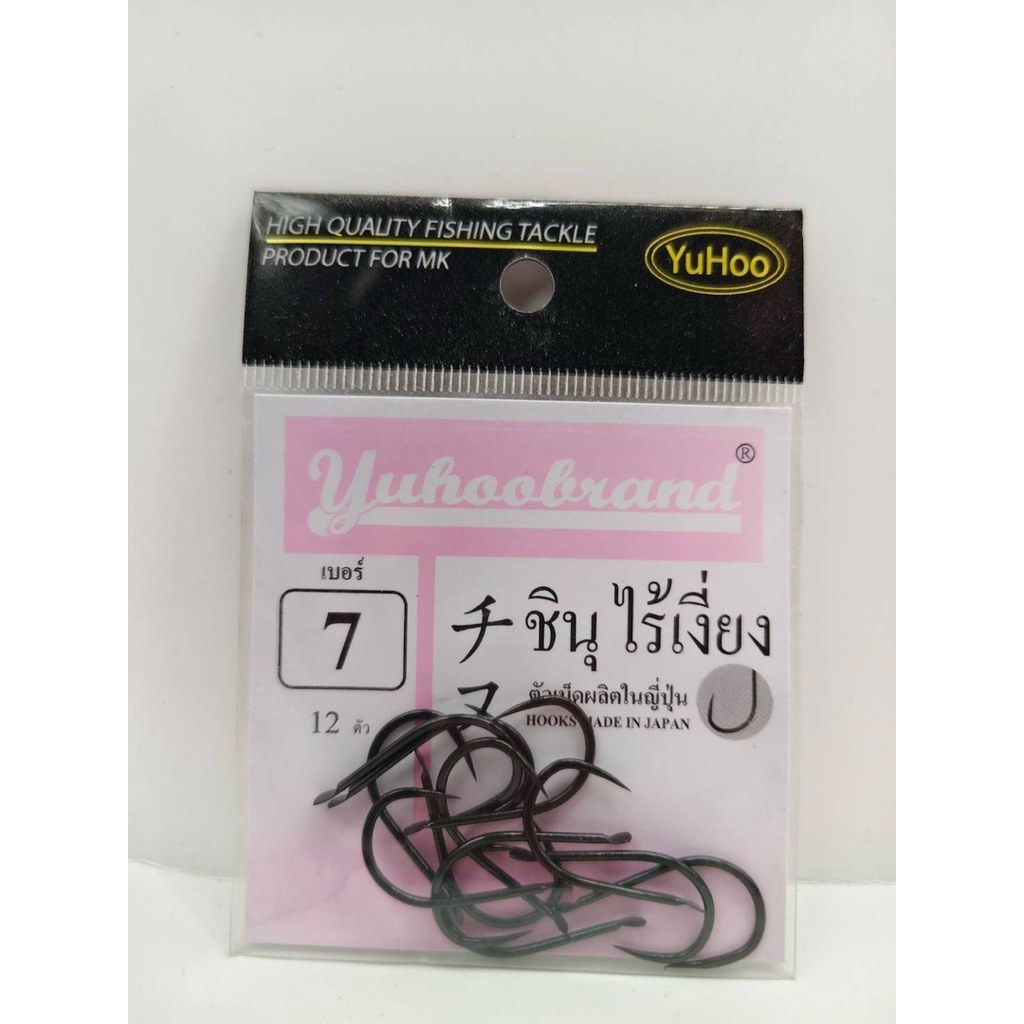 HIGH QUALITY FISHING TACKLE
PRODUCT FOR MK
YuHoo
Yuhoobrand ®
เบอร์
7
12 ตัว
チ
ชินุ ไร้เงี่ยง
ตัวเบ็ดผลิตในญี่ปุ่น
HOOKS MADE IN JAPAN